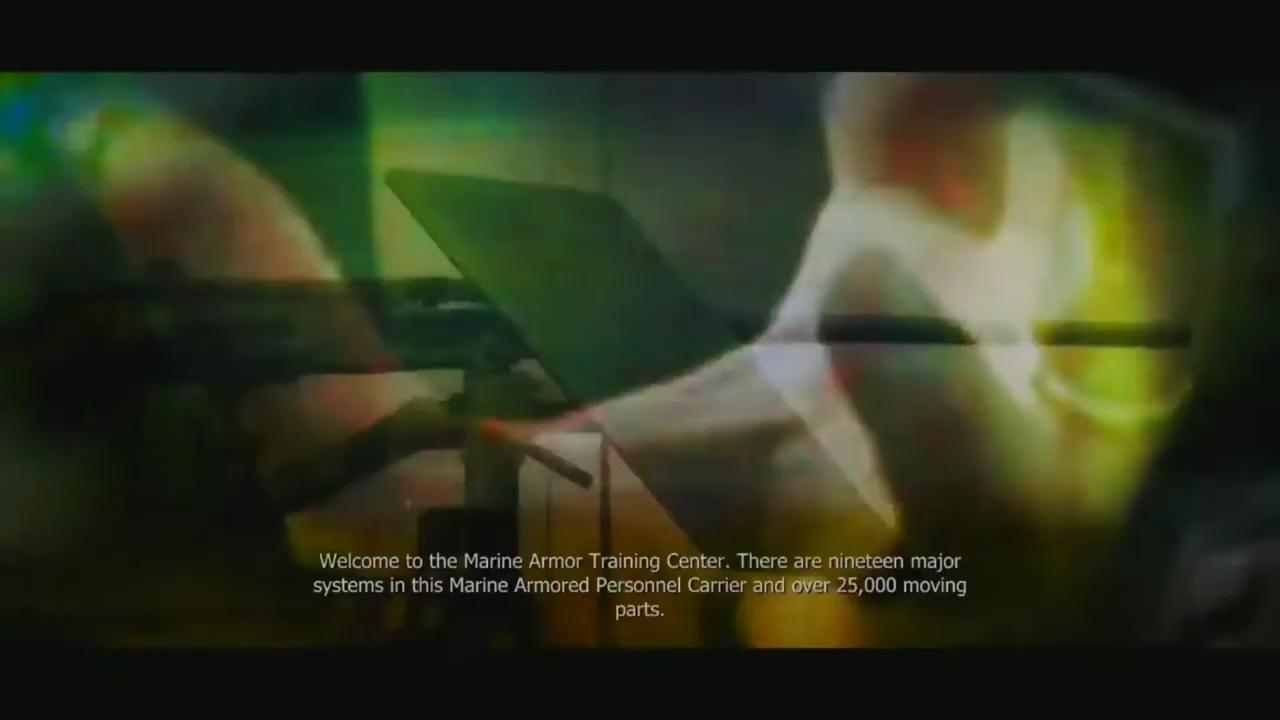 Welcome to the Marine Armor Training Center. There are nineteen major
systems in this Marine Armored Personnel Carrier and over 25,000 moving
parts.